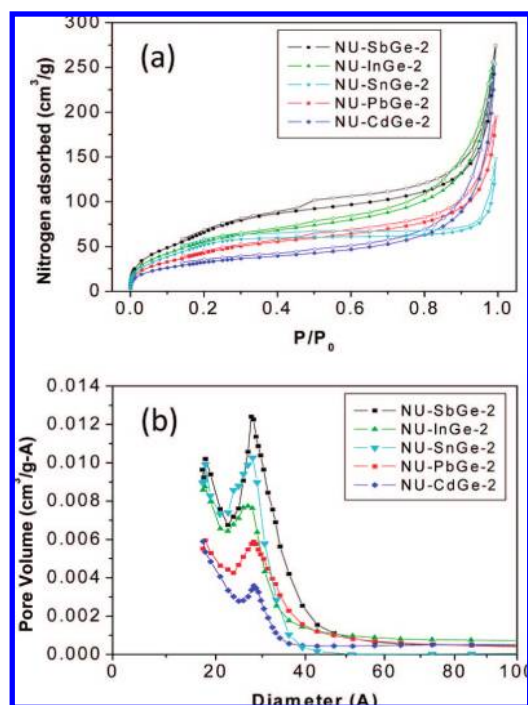 (a)
NU-SbGe-2
NU-InGe-2
NU-SnGe-2
NU-PbGe-2
NU-CdGe-2
Nitrogen adsorbed (cm³/g)
300
250
200
150
100
50
0
0.0 0.2 0.4 0.6 0.8 1.0
P/P₀
(b)
NU-SbGe-2
NU-InGe-2
NU-SnGe-2
NU-PbGe-2
NU-CdGe-2
Pore Volume (cm³/g-A)
0.014
0.012
0.010
0.008
0.006
0.004
0.002
0.000
0 20 40 60 80 100
Diameter (A)